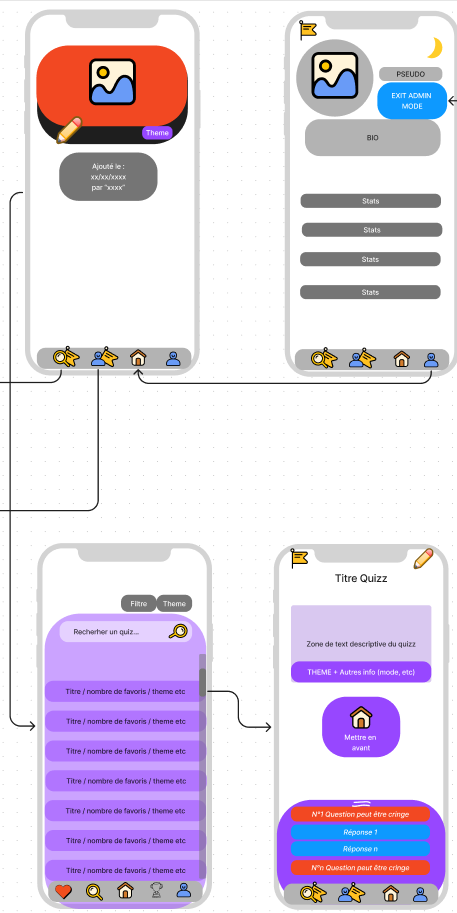 Theme
Ajouté le :
xx/xx/xxxx
par "xxxx"
PSEUDO
EXIT ADMIN
MODE
BIO
Stats
Stats
Stats
Stats
Filtre
Theme
Recherher un quiz...
Titre / nombre de favoris / theme etc
Titre / nombre de favoris / theme etc
Titre / nombre de favoris / theme etc
Titre / nombre de favoris / theme etc
Titre / nombre de favoris / theme etc
Titre / nombre de favoris / theme etc
Titre / nombre de favoris / theme etc
Titre Quizz
Zone de text descriptive du quizz
THEME + Autres info (mode, etc)
Mettre en
avant
N°1 Question peut être cringe
Réponse 1
Réponse n
N°n Question peut être cringe